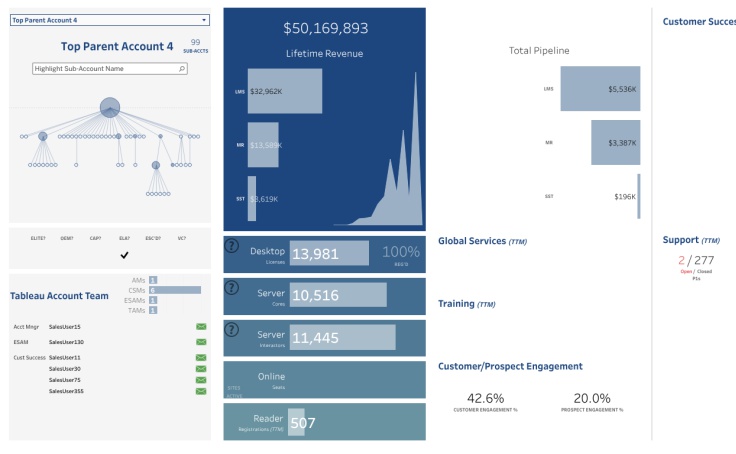 Top Parent Account 4
Top Parent Account 4
99
SUB-ACCTS
Highlight Sub-Account Name
ELITE? OEM? CAP? ELA? ESC'D? VC?
Tableau Account Team
AMs 1
CSMs 6
ESAMs 1
TAMs 1
Acct Mngr SalesUser15
ESAM SalesUser130
Cust Success SalesUser11
SalesUser30
SalesUser75
SalesUser355
$50,169,893
Lifetime Revenue
LMS $32,962K
MR $13,589K
SST $3,619K
? Desktop
Licenses
13,981
100%
REG'D
? Server
Cores
10,516
? Server
Interactors
11,445
Online
Seats
SITES
ACTIVE
Reader
Registrations (TTM)
507
Total Pipeline
LMS $5,536K
MR $3,387K
SST $196K
Global Services (TTM)
Training (TTM)
Customer/Prospect Engagement
42.6%
CUSTOMER ENGAGEMENT %
20.0%
PROSPECT ENGAGEMENT %
Customer Succes
Support (TTM)
2 / 277
Open / Closed
P1s